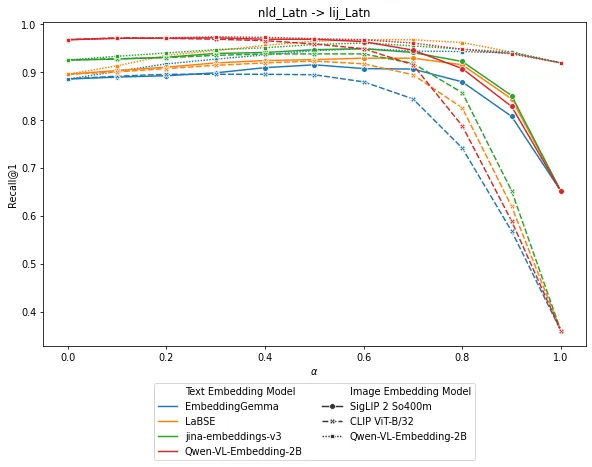 nld_Latn -> lij_Latn
Recall@1
1.0
0.9
0.8
0.7
0.6
0.5
0.4
0.0
0.2
0.4
0.6
0.8
1.0
α
Text Embedding Model
EmbeddingGemma
LaBSE
jina-embeddings-v3
Qwen-VL-Embedding-2B
Image Embedding Model
SigLIP 2 So400m
CLIP ViT-B/32
Qwen-VL-Embedding-2B